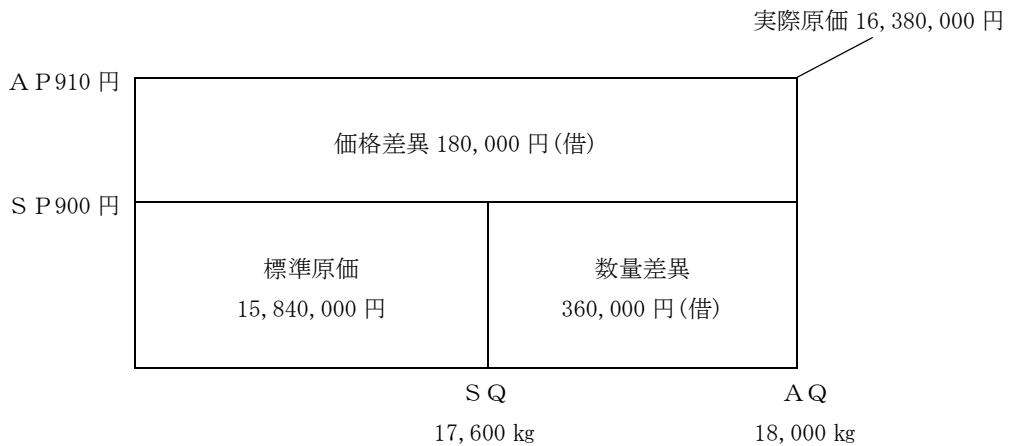 実際原価 16,380,000 円
ＡＰ910 円
価格差異 180,000 円(借)
ＳＰ900 円
標準原価
15,840,000 円
数量差異
360,000 円(借)
ＳＱ
17,600 kg
ＡＱ
18,000 kg